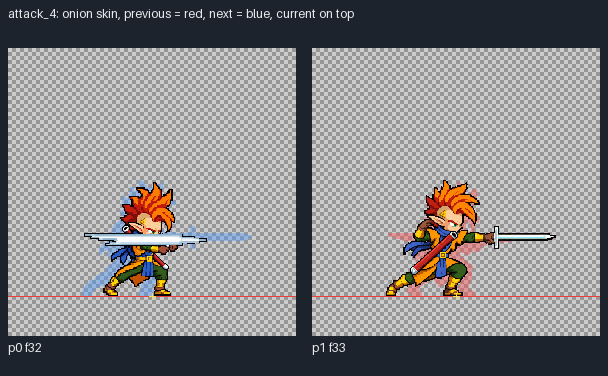 attack_4: onion skin, previous = red, next = blue, current on top
p0 f32
p1 f33